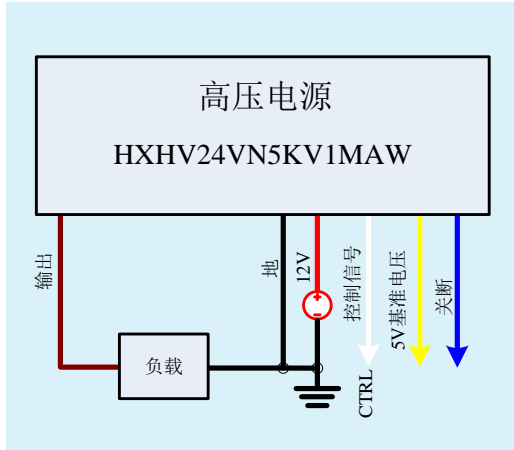 高压电源
HXHV24VN5KV1MAW
输出
地
12V
控制信号
5V基准电压
关断
负载
CTRL